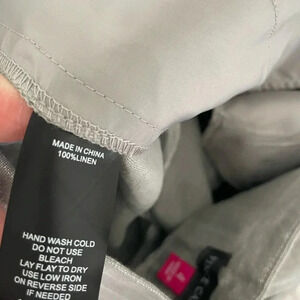 MADE IN CHINA
100%LINEN
HAND WASH COLD
DO NOT USE
BLEACH
LAY FLAY TO DRY
USE LOW IRON
ON REVERSE SIDE
IF NEEDED